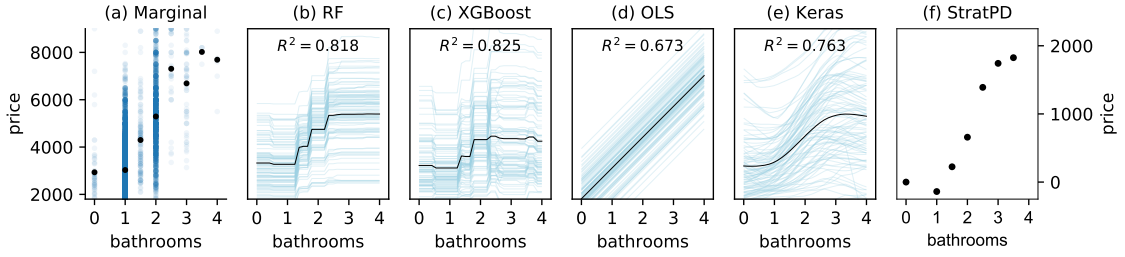 (a) Marginal
(b) RF
(c) XGBoost
(d) OLS
(e) Keras
(f) StratPD
R² = 0.818
R² = 0.825
R² = 0.673
R² = 0.763
price
8000
6000
4000
2000
2000
1000
0
price
0 1 2 3 4
0 1 2 3 4
0 1 2 3 4
0 1 2 3 4
0 1 2 3 4
0 1 2 3 4
bathrooms
bathrooms
bathrooms
bathrooms
bathrooms
bathrooms